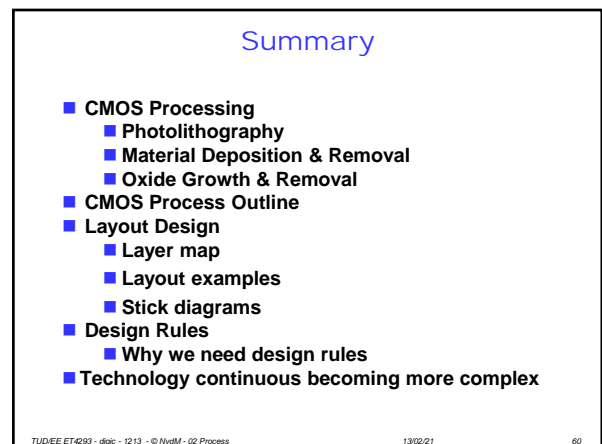 Summary
CMOS Processing
Photolithography
Material Deposition & Removal
Oxide Growth & Removal
CMOS Process Outline
Layout Design
Layer map
Layout examples
Stick diagrams
Design Rules
Why we need design rules
Technology continuous becoming more complex
TUD/EE ET4293 - digic - 1213 - © NvdM - 02 Process 13/02/21 60